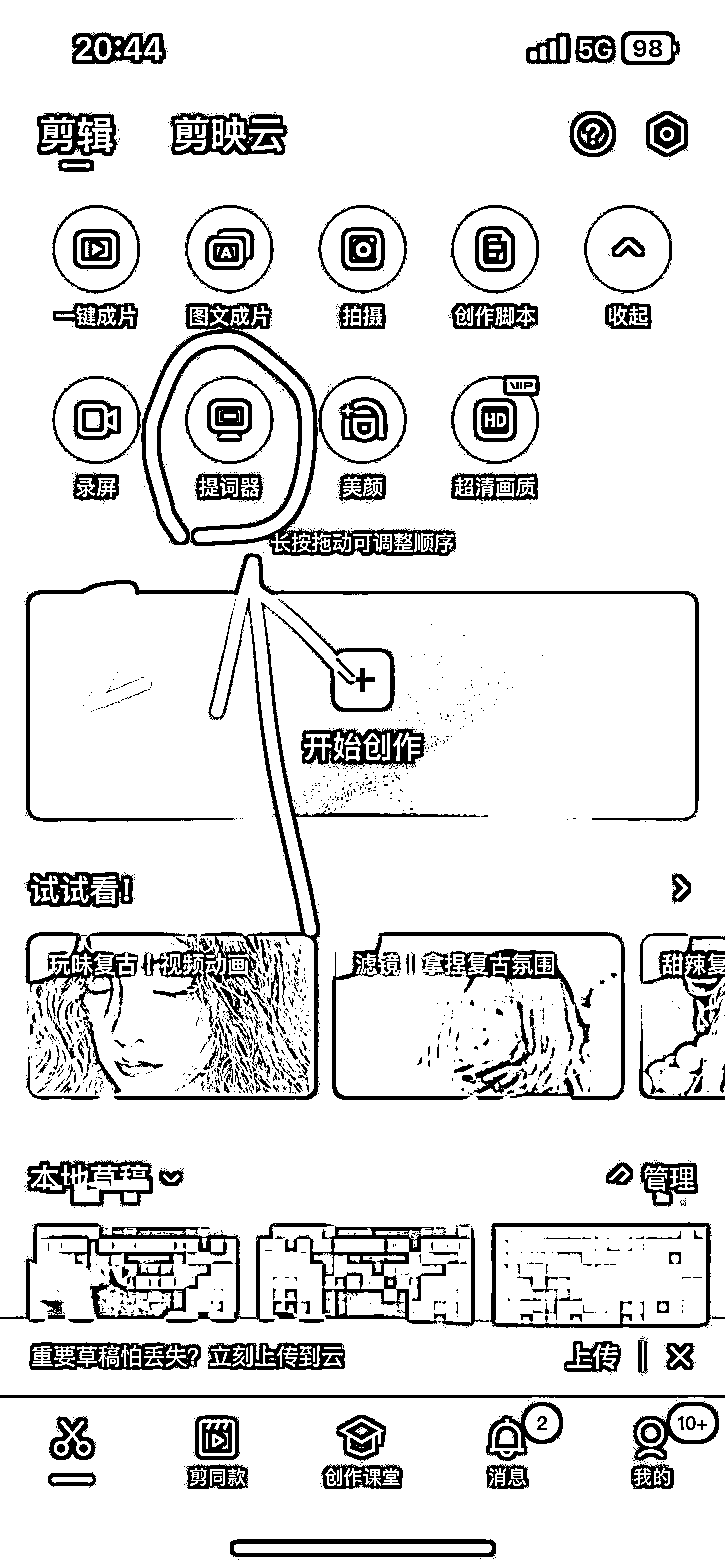 20:44 5G 98
剪辑 剪映云
一键成片 图文成片 拍摄 创作脚本 收起
VIP
HD
录屏 提词器 美颜 超清画质
长按拖动可调整顺序
开始创作
试试看!
玩味复古 | 视频动画 滤镜 || 拿捏复古氛围 甜辣复
本地草稿 管理
重要草稿怕丢失? 立刻上传到云 上传
2 10+
剪同款 创作课堂 消息 我的